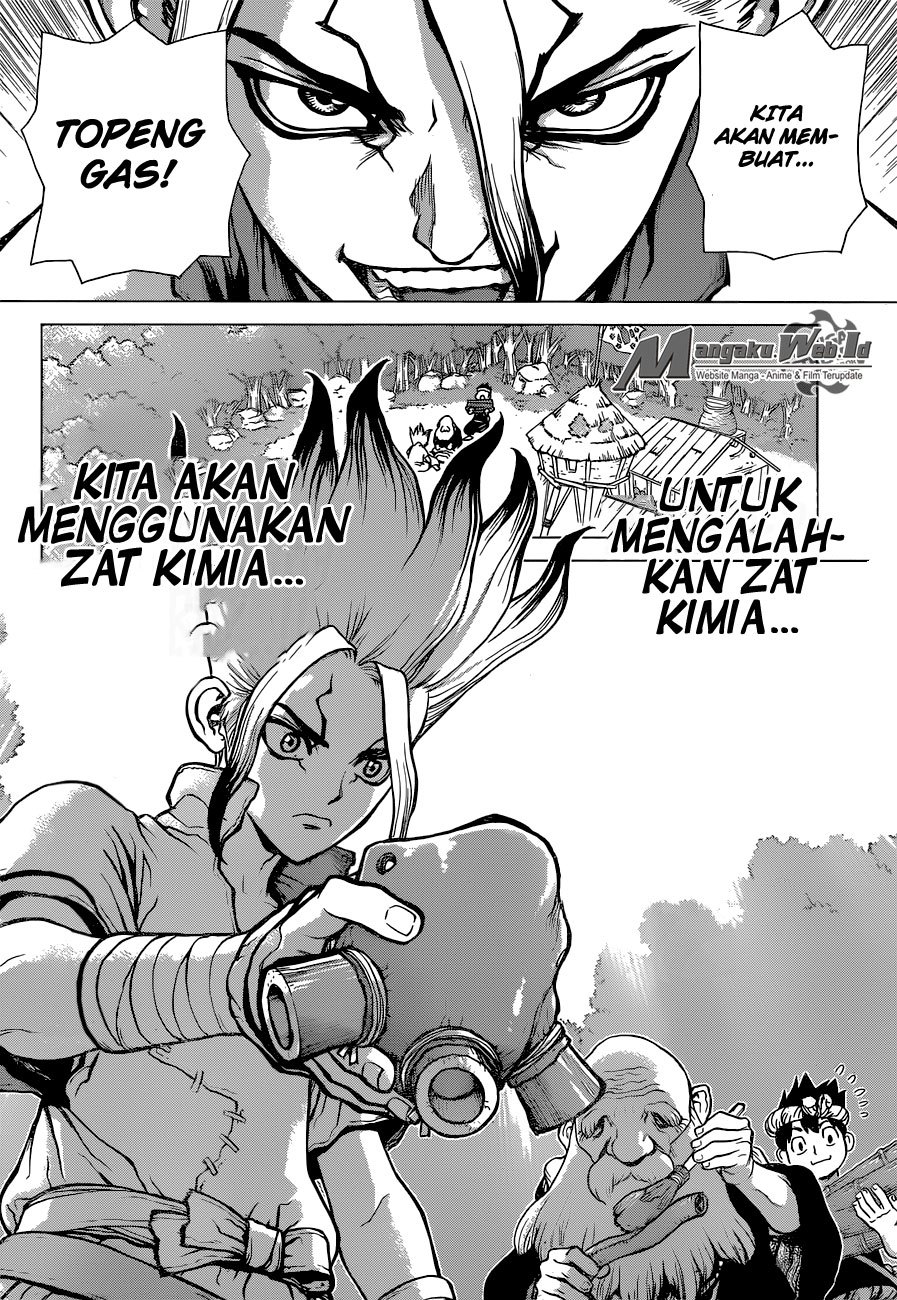 KITA
AKAN MEM-
BUAT...
TOPENG
GAS!
Mangaku.Web.Id
Website Manga - Anime & Film Terupdate
UNTUK
MENGALAH-
KAN ZAT
KIMIA...
KITA AKAN
MENGGUNAKAN
ZAT KIMIA...